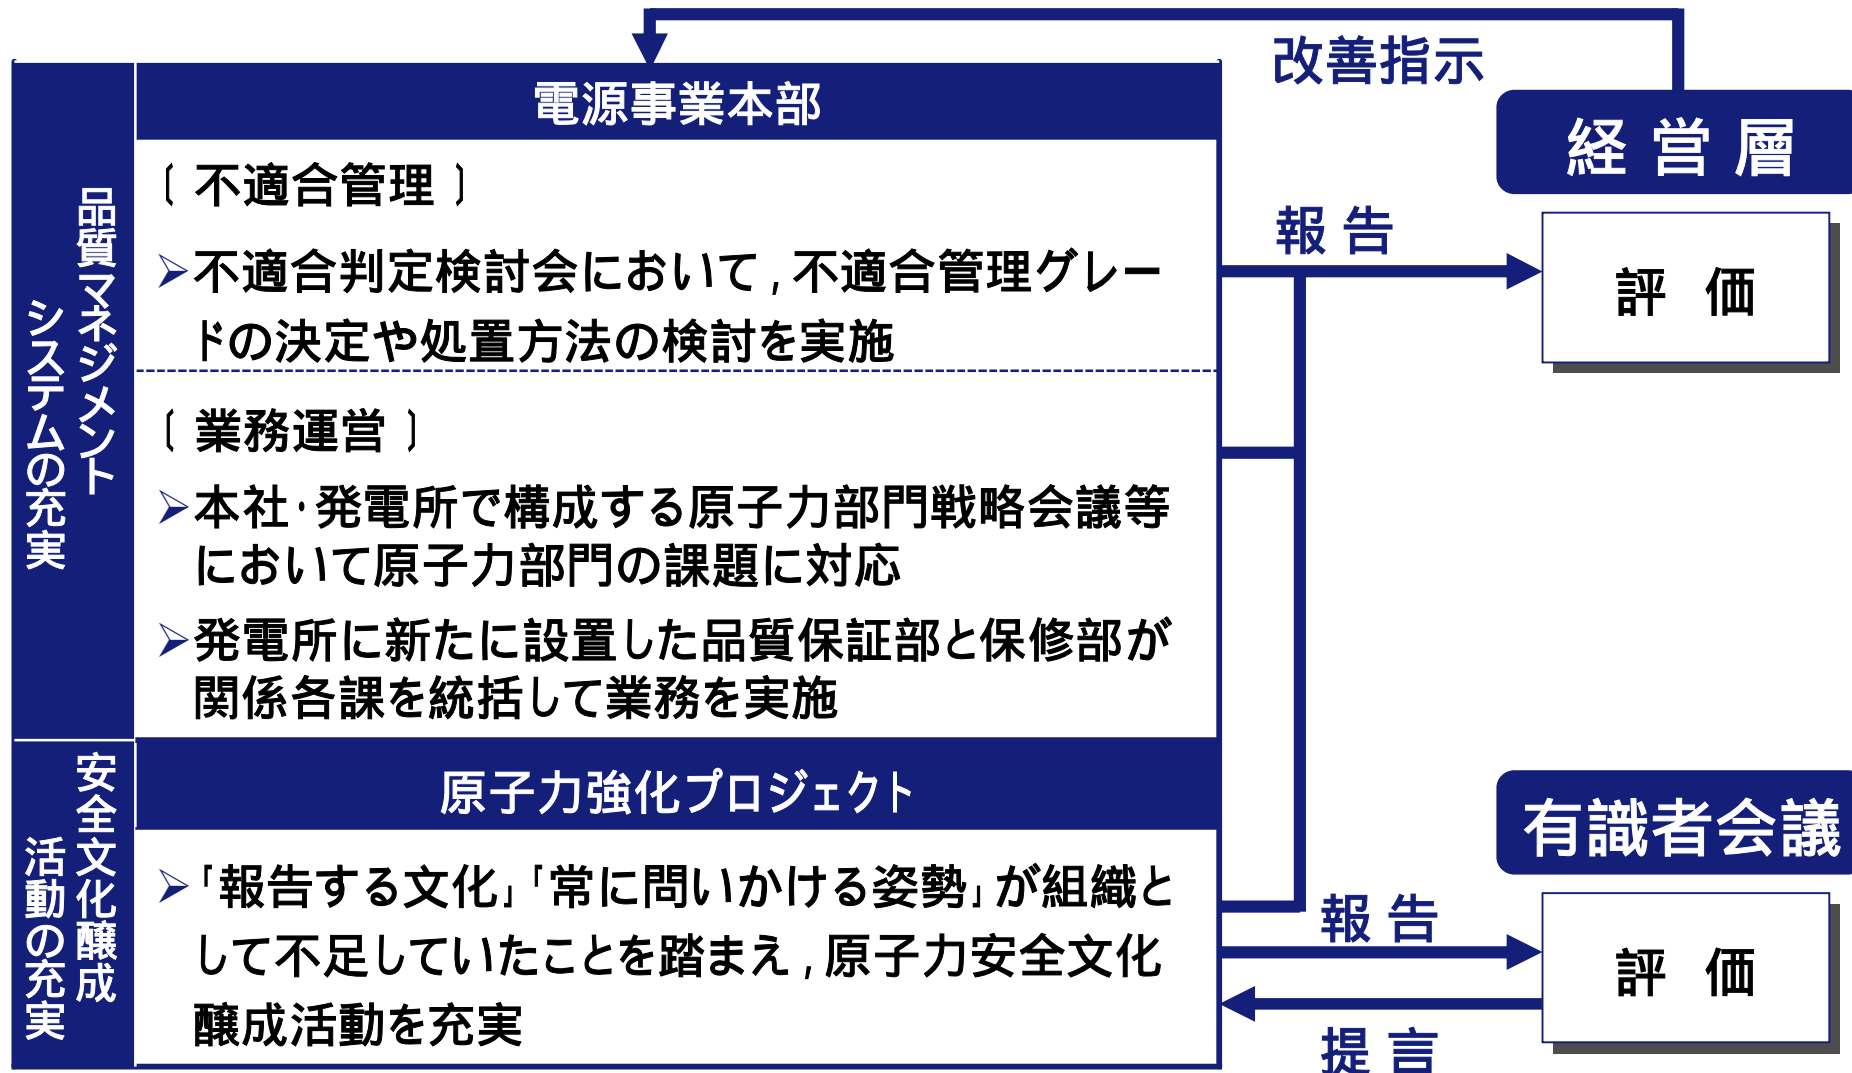 改善指示
経営層
報告
評価
品質マネジメント
システムの充実
電源事業本部
〔不適合管理〕
➢不適合判定検討会において,不適合管理グレー
ドの決定や処置方法の検討を実施
〔業務運営〕
➢本社・発電所で構成する原子力部門戦略会議等
において原子力部門の課題に対応
➢発電所に新たに設置した品質保証部と保修部が
関係各課を統括して業務を実施
安全文化醸成
活動の充実
原子力強化プロジェクト
➢「報告する文化」「常に問いかける姿勢」が組織と
して不足していたことを踏まえ,原子力安全文化
醸成活動を充実
有識者会議
報告
評価
提言